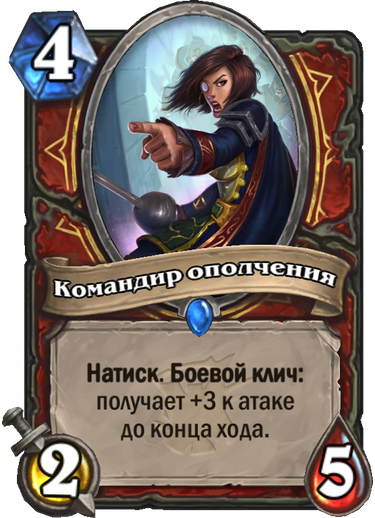 4
Командир ополчения
Натиск. Боевой клич:
получает +3 к атаке
до конца хода.
2
5